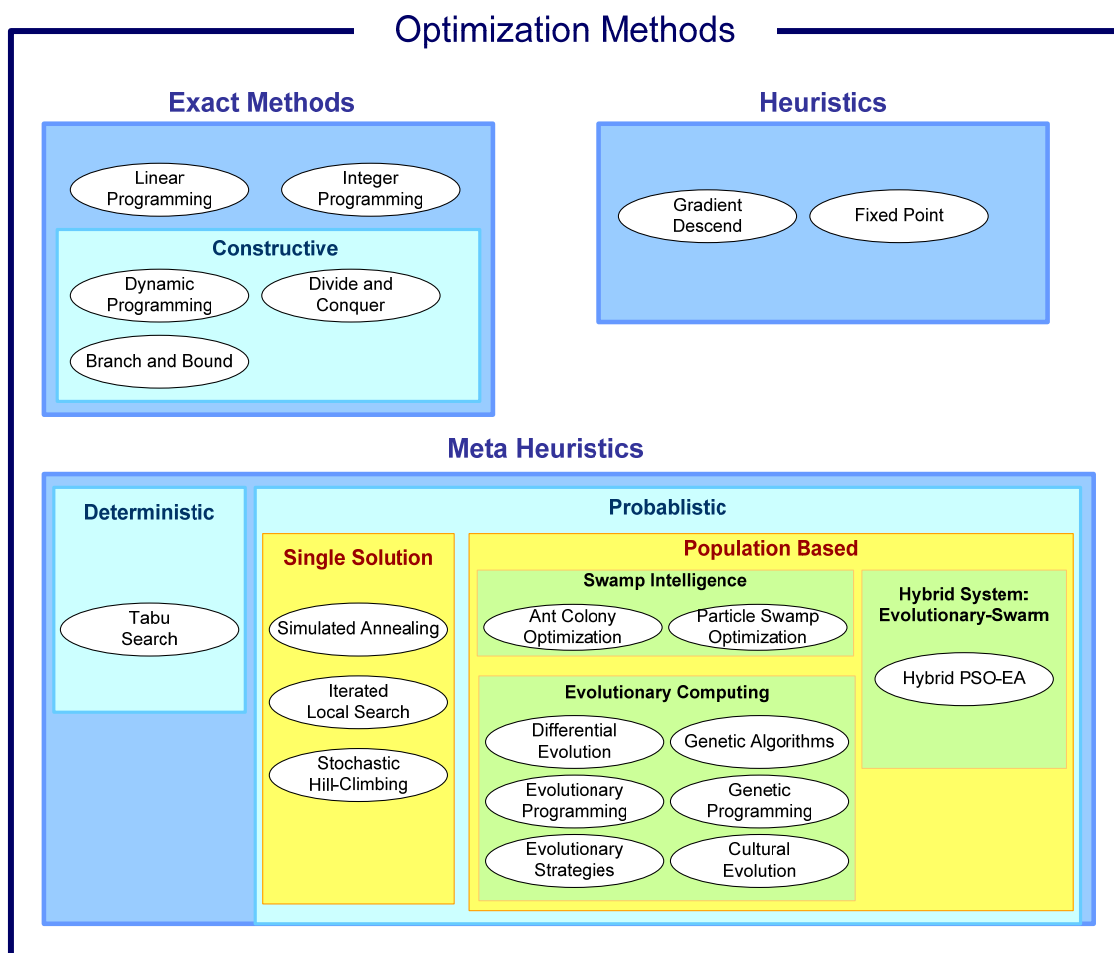 Optimization Methods
Exact Methods
Linear
Programming
Integer
Programming
Constructive
Dynamic
Programming
Divide and
Conquer
Branch and Bound
Heuristics
Gradient
Descend
Fixed Point
Meta Heuristics
Deterministic
Tabu
Search
Probablistic
Single Solution
Simulated Annealing
Iterated
Local Search
Stochastic
Hill-Climbing
Population Based
Swamp Intelligence
Ant Colony
Optimization
Particle Swamp
Optimization
Evolutionary Computing
Differential
Evolution
Genetic Algorithms
Evolutionary
Programming
Genetic
Programming
Evolutionary
Strategies
Cultural
Evolution
Hybrid System:
Evolutionary-Swarm
Hybrid PSO-EA